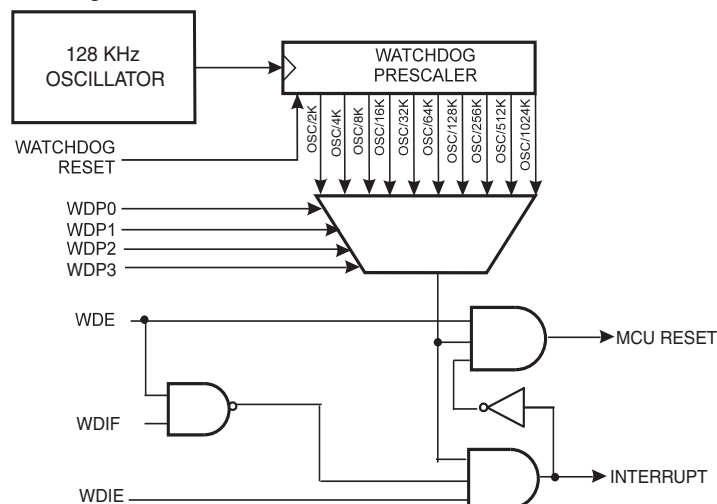 128 KHz
OSCILLATOR
WATCHDOG
PRESCALER
OSC/2K
OSC/4K
OSC/8K
OSC/16K
OSC/32K
OSC/64K
OSC/128K
OSC/256K
OSC/512K
OSC/1024K
WATCHDOG
RESET
WDP0
WDP1
WDP2
WDP3
WDE
MCU RESET
WDIF
INTERRUPT
WDIE